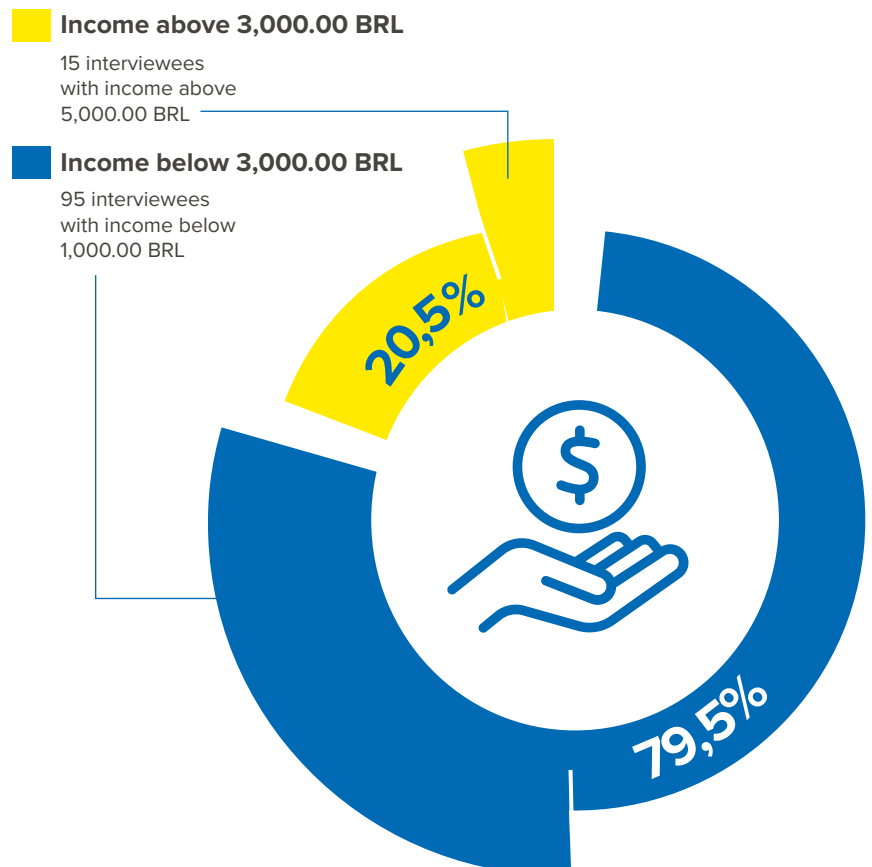 Income above 3,000.00 BRL
15 interviewees
with income above
5,000.00 BRL
Income below 3,000.00 BRL
95 interviewees
with income below
1,000.00 BRL
20,5%
$
79,5%